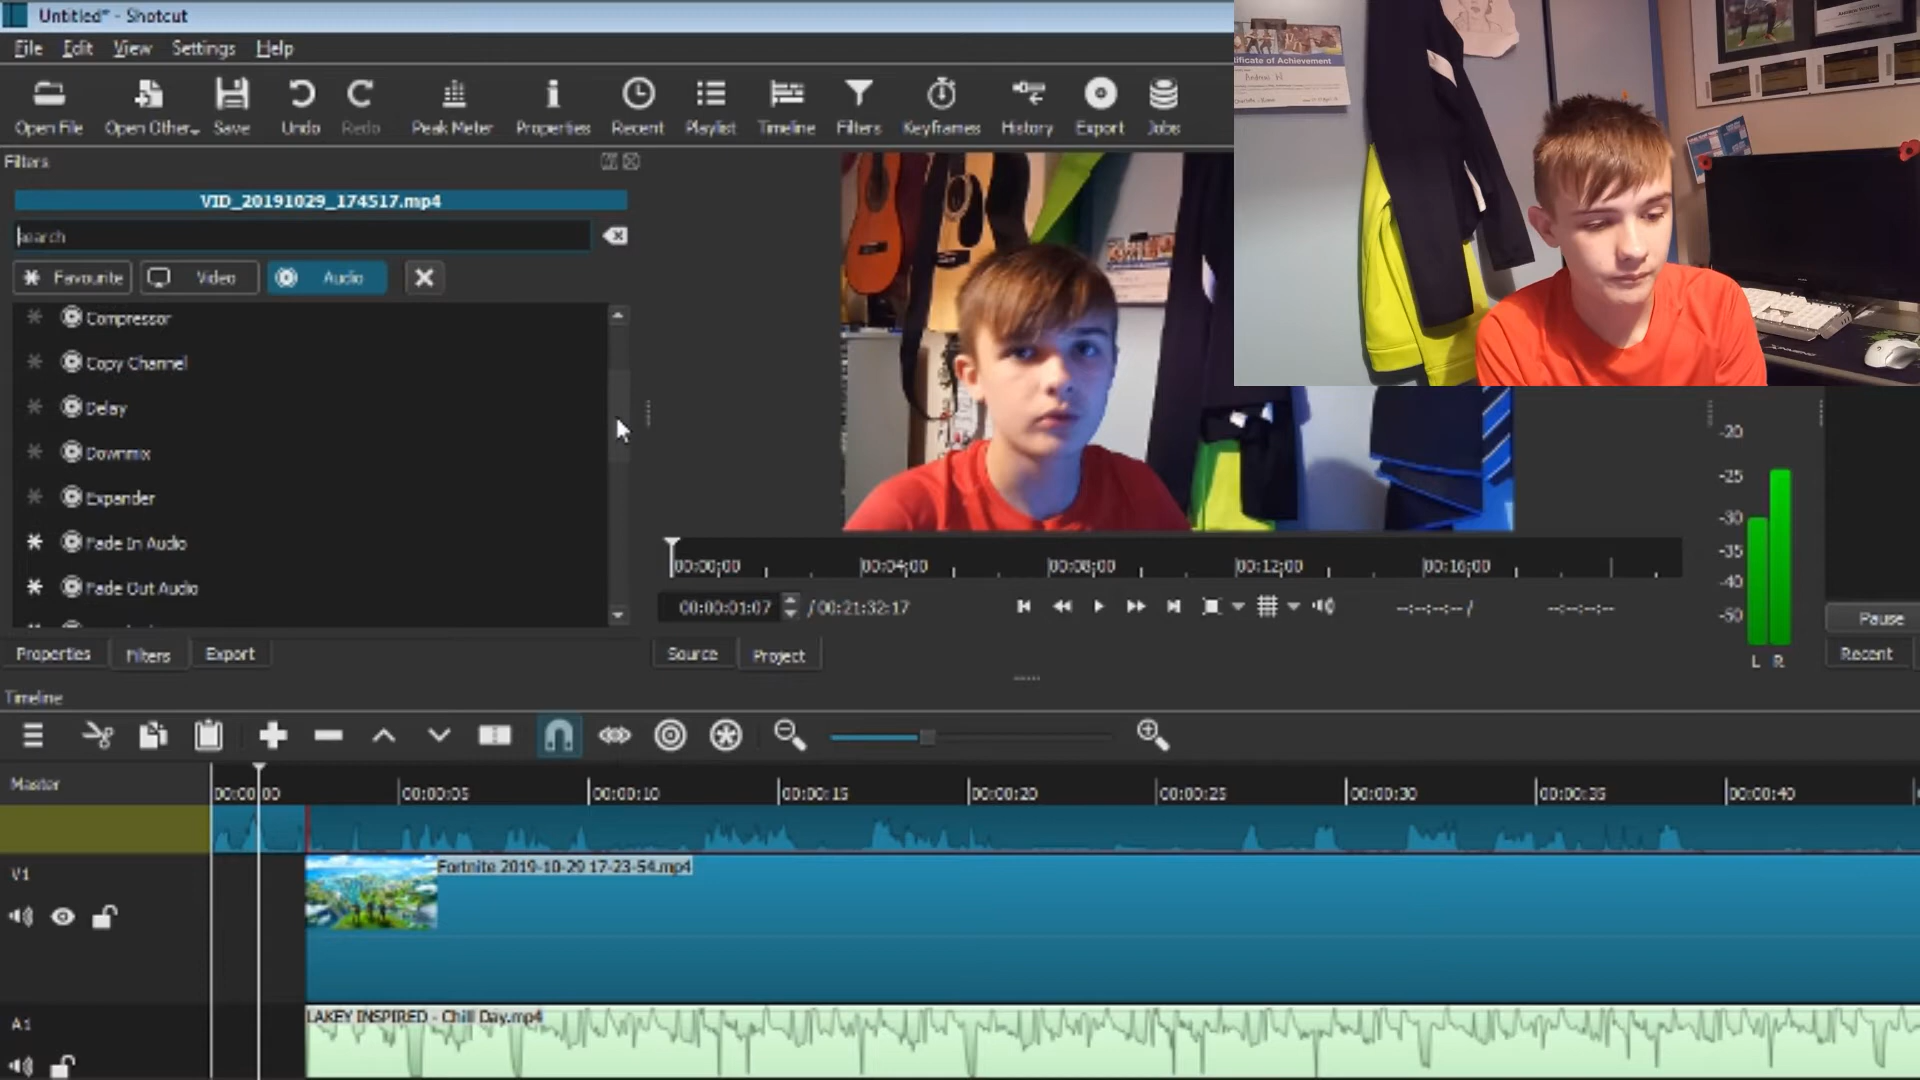 Untitled* - Shotcut
File Edit View Settings Help
Open File Open Other... Save Undo Redo Peak Meter Properties Recent Playlist Timeline Filters Keyframes History Export Jobs
Certificate of Achievement
Filters
VID_20191029_174517.mp4
search
Favourite Video Audio
Compressor
Copy Channel
Delay
Downmix
Expander
Fade In Audio
Fade Out Audio
-20
-25
-30
-35
-40
-50
L R
00:00;00 00:04;00 00:08;00 00:12;00 00:16;00
00:00:01:07 / 00:21:32:17 --:--:--:-- / --:--:--:--
Pause
Properties Filters Export Source Project Recent
Timeline
Master
00:00:00 00:00:05 00:00:10 00:00:15 00:00:20 00:00:25 00:00:30 00:00:35 00:00:40
V1
Fortnite 2019-10-29 17-23-54.mp4
A1
LAKEY INSPIRED - Chill Day.mp4